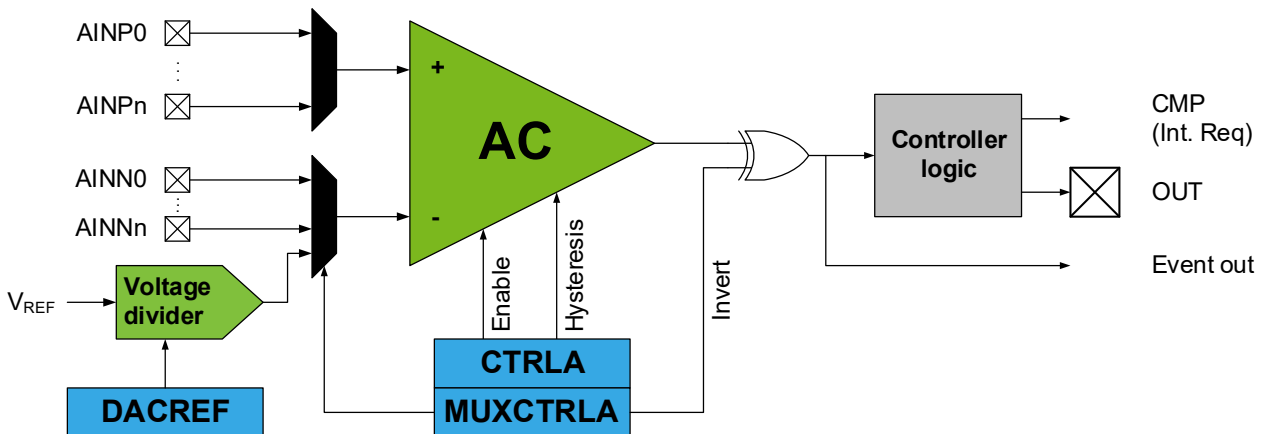 AINP0
AINPn
AINN0
AINNn
VREF
Voltage
divider
DACREF
+
AC
-
Enable
Hysteresis
CTRLA
MUXCTRLA
Invert
Controller
logic
CMP
(Int. Req)
OUT
Event out